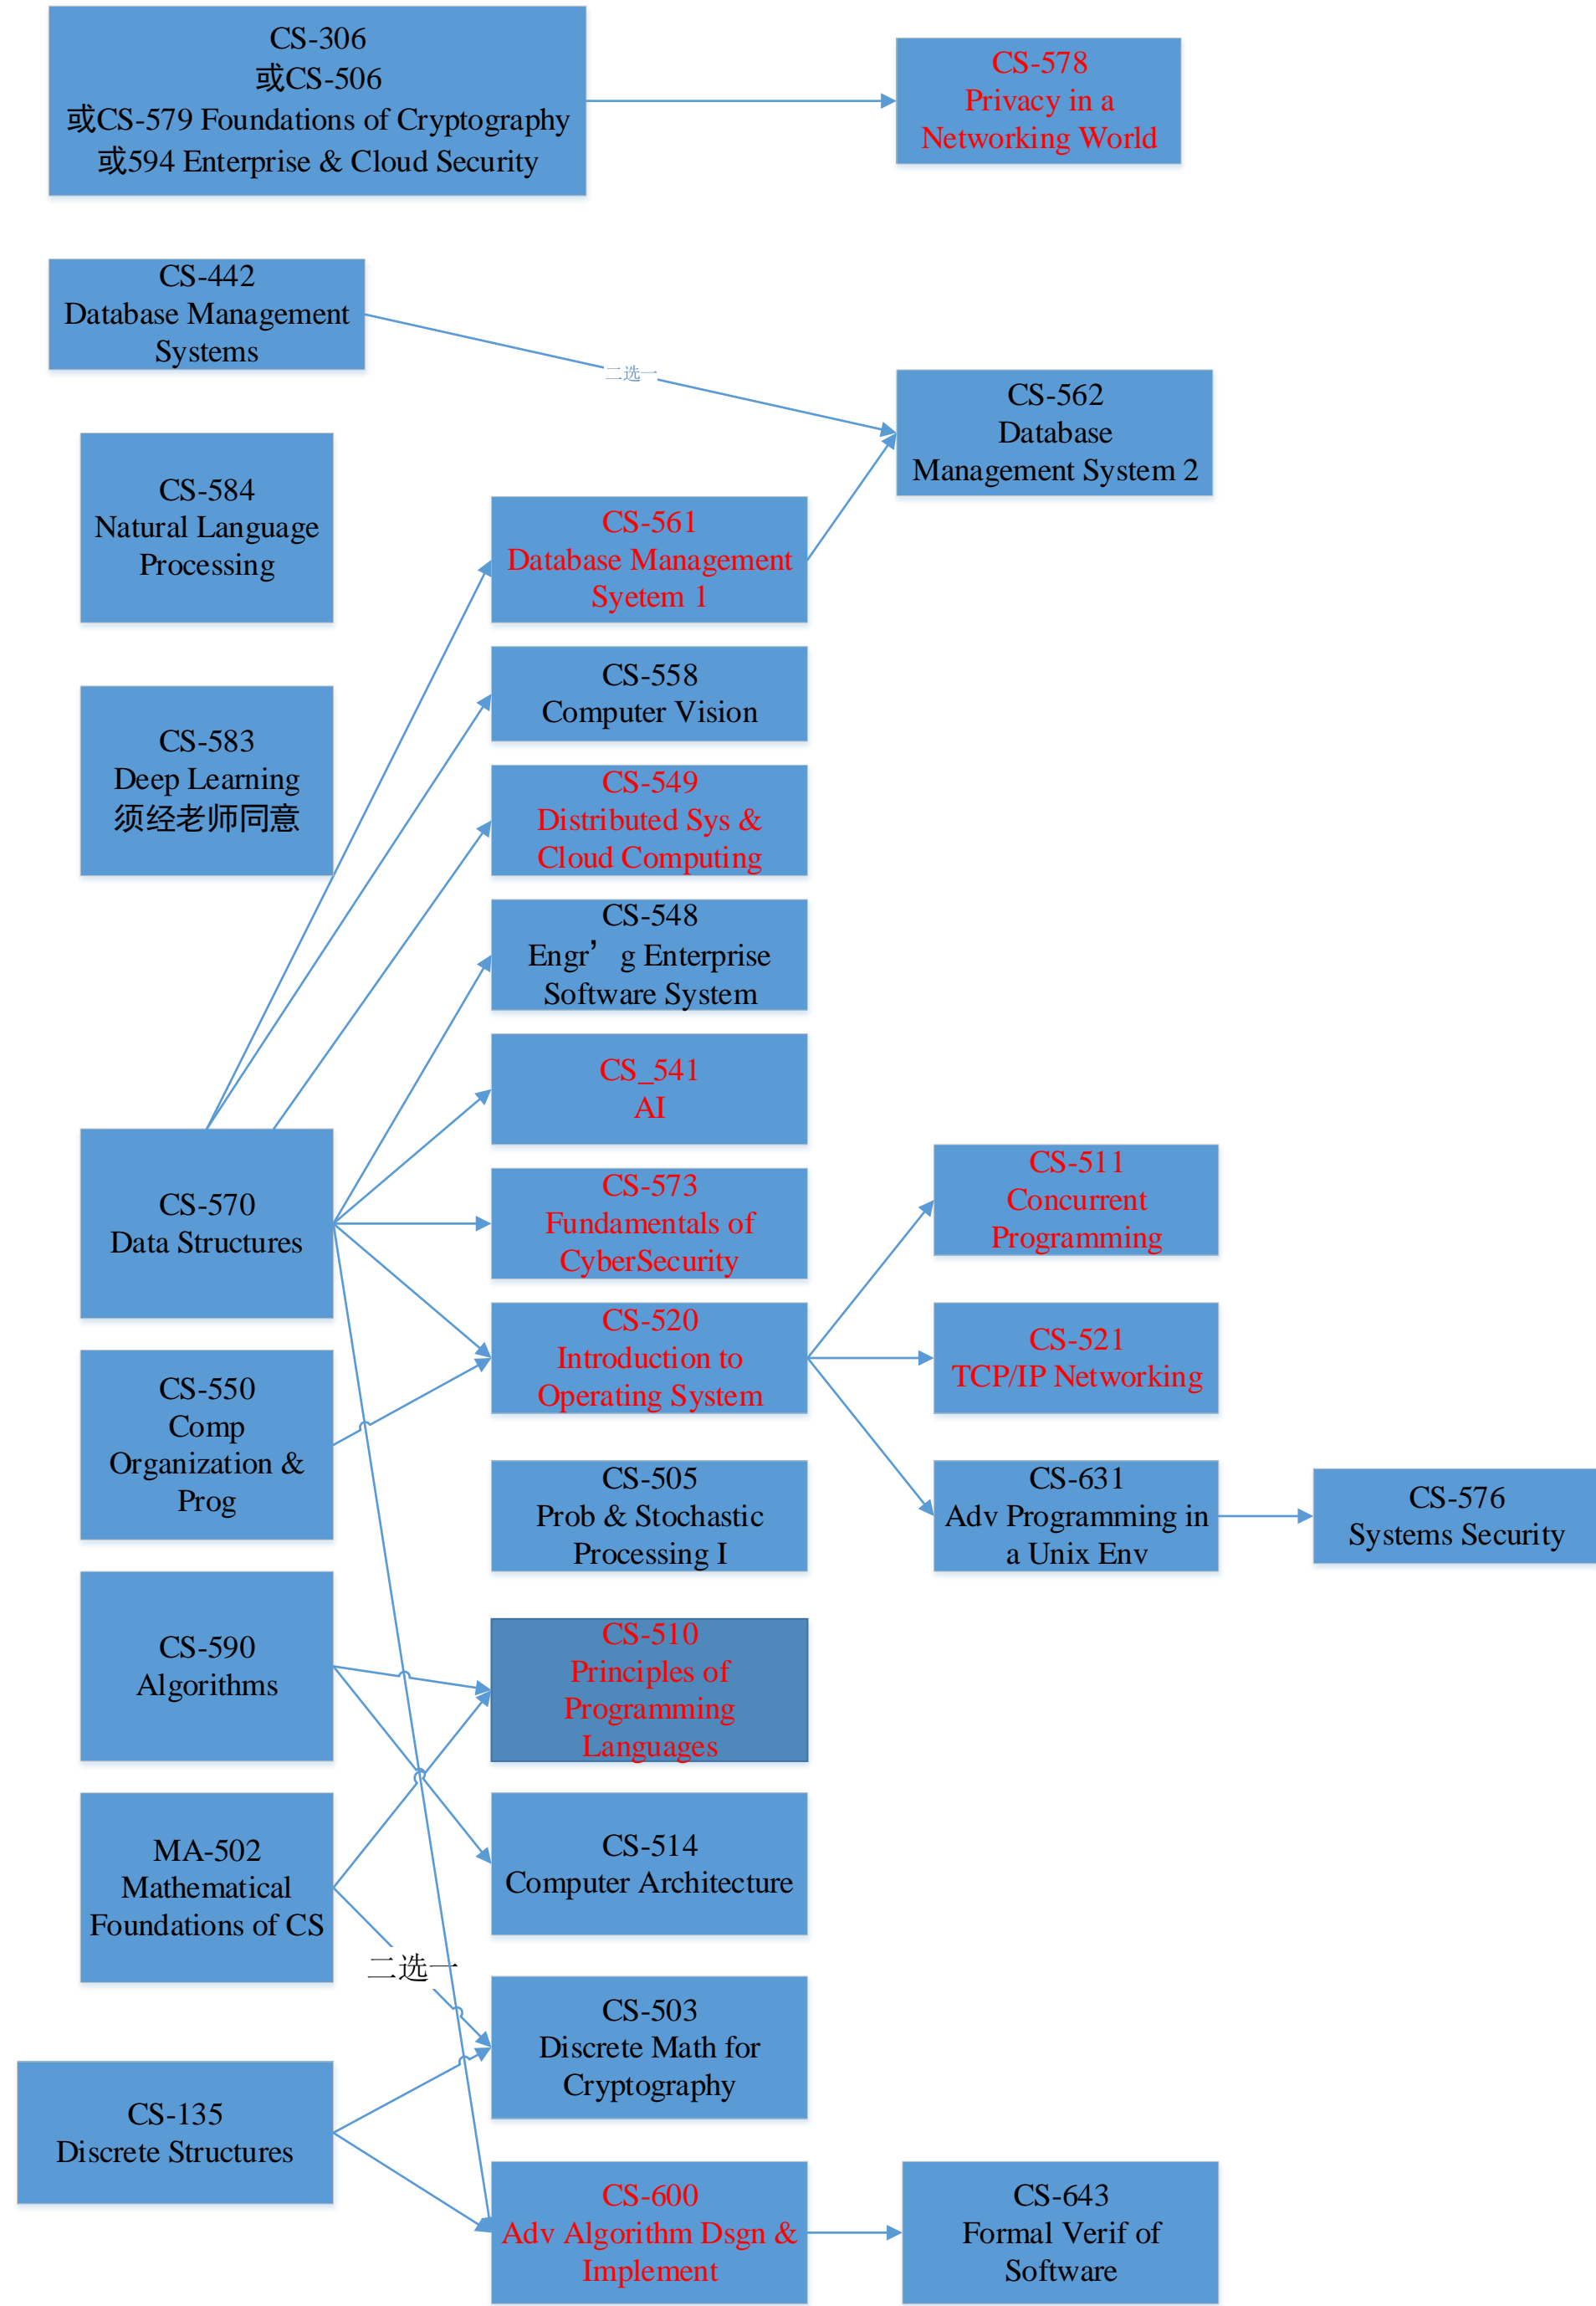 CS-306
或CS-506
或CS-579 Foundations of Cryptography
或594 Enterprise & Cloud Security
CS-578
Privacy in a
Networking World
CS-442
Database Management
Systems
二选一
CS-562
Database
Management System 2
CS-584
Natural Language
Processing
CS-561
Database Management
Syetem 1
CS-558
Computer Vision
CS-583
Deep Learning
须经老师同意
CS-549
Distributed Sys &
Cloud Computing
CS-548
Engr’g Enterprise
Software System
CS_541
AI
CS-570
Data Structures
CS-573
Fundamentals of
CyberSecurity
CS-511
Concurrent
Programming
CS-520
Introduction to
Operating System
CS-521
TCP/IP Networking
CS-550
Comp
Organization &
Prog
CS-505
Prob & Stochastic
Processing I
CS-631
Adv Programming in
a Unix Env
CS-576
Systems Security
CS-590
Algorithms
CS-510
Principles of
Programming
Languages
MA-502
Mathematical
Foundations of CS
CS-514
Computer Architecture
二选一
CS-503
Discrete Math for
Cryptography
CS-135
Discrete Structures
CS-600
Adv Algorithm Dsgn &
Implement
CS-643
Formal Verif of
Software